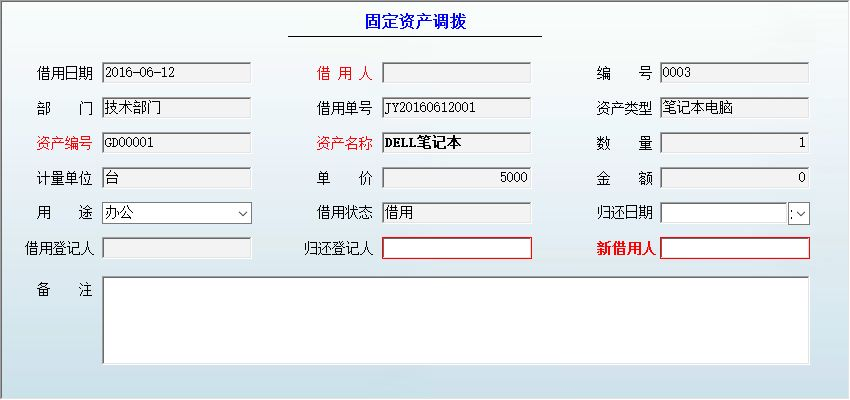 固定资产调拨
借用日期 2016-06-12 借 用 人 编 号 0003
部 门 技术部门 借用单号 JY20160612001 资产类型 笔记本电脑
资产编号 GD00001 资产名称 DELL笔记本 数 量 1
计量单位 台 单 价 5000 金 额 0
用 途 办公 借用状态 借用 归还日期 :
借用登记人 归还登记人 新借用人
备 注